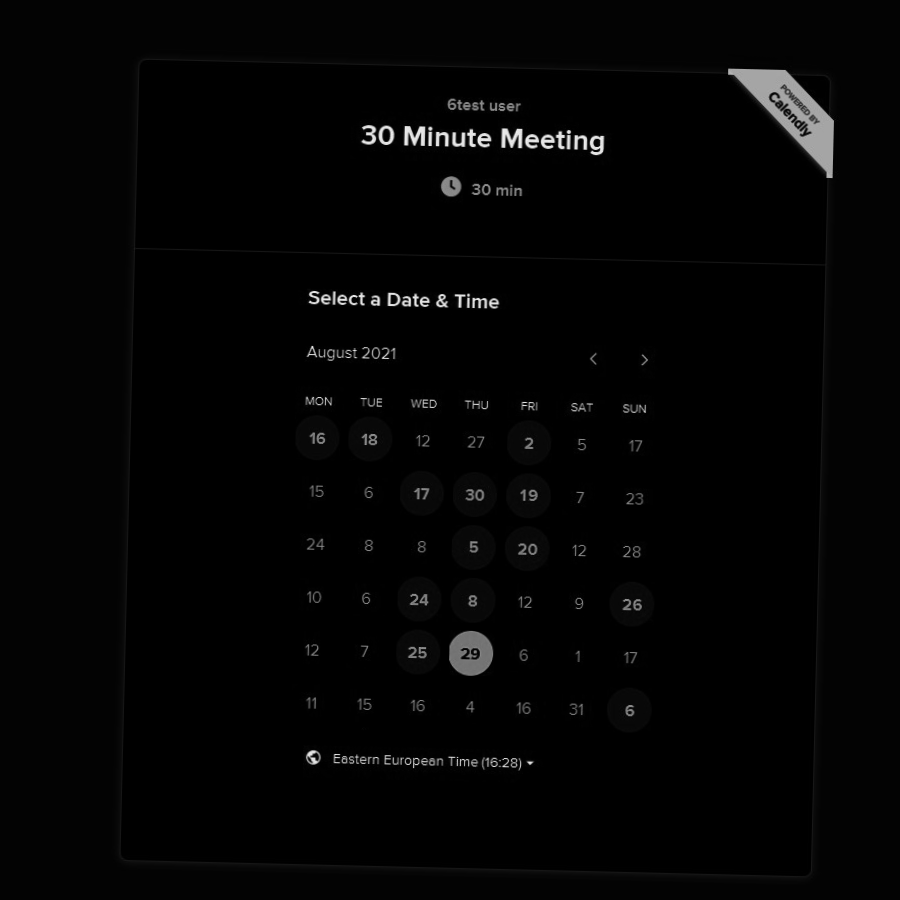 6test user
POWERED BY
Calendly
30 Minute Meeting
30 min
Select a Date & Time
August 2021
MON TUE WED THU FRI SAT SUN
16 18 12 27 2 5 17
15 6 17 30 19 7 23
24 8 8 5 20 12 28
10 6 24 8 12 9 26
12 7 25 29 6 1 17
11 15 16 4 16 31 6
Eastern European Time (16:28)